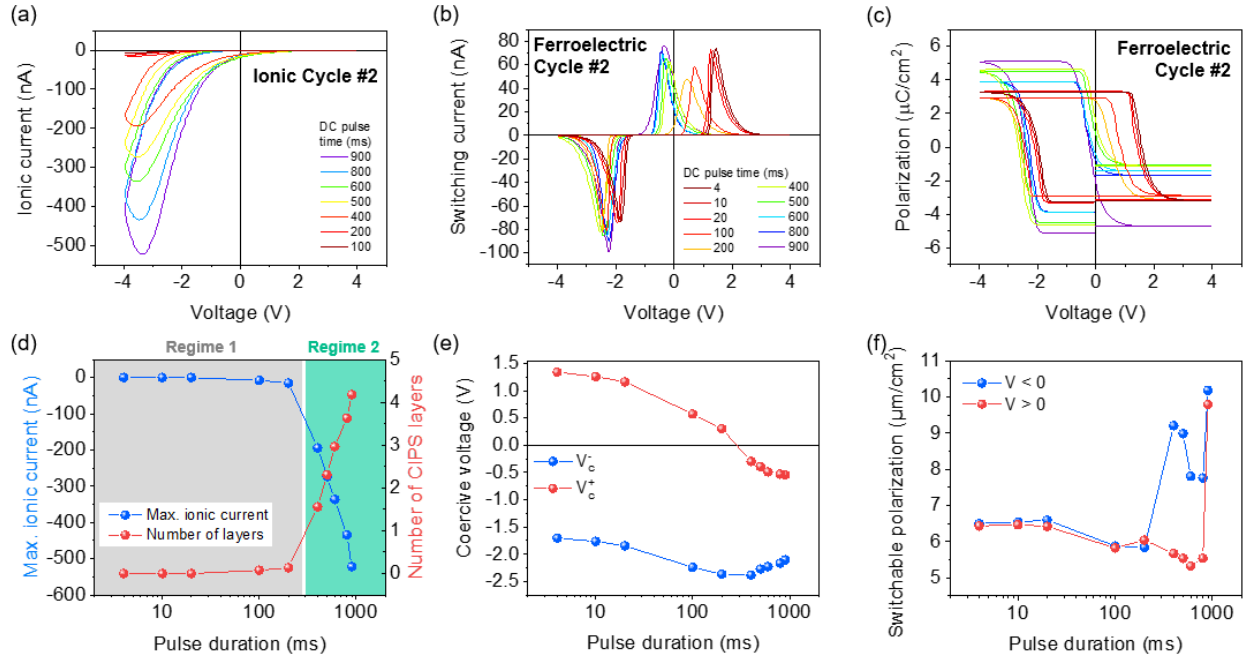 (a)
Ionic current (nA)
0
-100
-200
-300
-400
-500
Ionic Cycle #2
DC pulse
time (ms)
900
800
600
500
400
200
100
-4 -2 0 2 4
Voltage (V)
(b)
Switching current (nA)
80
60
40
20
0
-20
-40
-60
-80
-100
Ferroelectric
Cycle #2
DC pulse time (ms)
4 400
10 500
20 600
100 800
200 900
-4 -2 0 2 4
Voltage (V)
(c)
Polarization (µC/cm²)
6
4
2
0
-2
-4
-6
Ferroelectric
Cycle #2
-4 -2 0 2 4
Voltage (V)
(d)
Regime 1 Regime 2
Max. ionic current (nA)
0
-100
-200
-300
-400
-500
-600
Max. ionic current
Number of layers
5
4
3
2
1
0
Number of CIPS layers
10 100 1000
Pulse duration (ms)
(e)
Coercive voltage (V)
1.5
1.0
0.5
0.0
-0.5
-1.0
-1.5
-2.0
-2.5
V_c^-
V_c^+
10 100 1000
Pulse duration (ms)
(f)
Switchable polarization (µm/cm²)
11
10
9
8
7
6
5
V < 0
V > 0
10 100 1000
Pulse duration (ms)